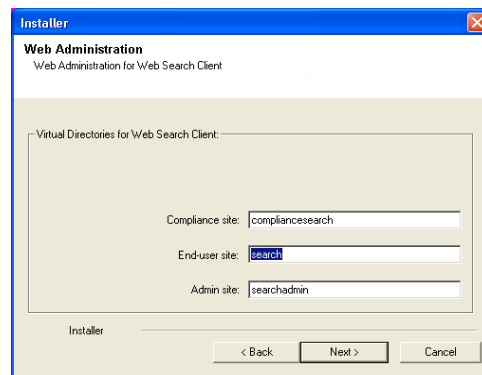 Installer
Web Administration
Web Administration for Web Search Client
Virtual Directories for Web Search Client:
Compliance site: compliancesearch
End-user site: search
Admin site: searchadmin
Installer
< Back Next > Cancel